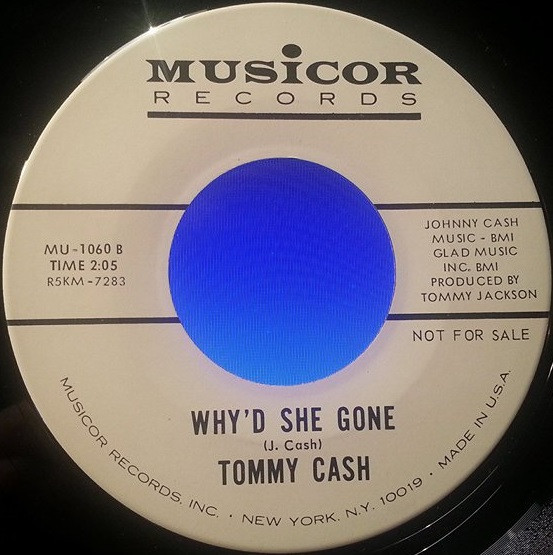 MUSICOR
RECORDS
MU-1060 B
TIME 2:05
R5KM-7283
JOHNNY CASH
MUSIC - BMI
GLAD MUSIC
INC. BMI
PRODUCED BY
TOMMY JACKSON
NOT FOR SALE
WHY'D SHE GONE
(J. Cash)
TOMMY CASH
MUSICOR RECORDS, INC. • NEW YORK, N.Y. 10019 • MADE IN U.S.A.